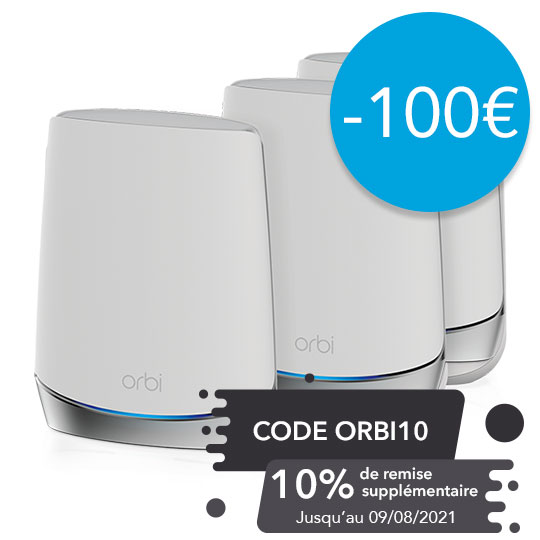 -100€
orbi
orbi
CODE ORBI10
10% de remise
supplémentaire
Jusqu'au 09/08/2021